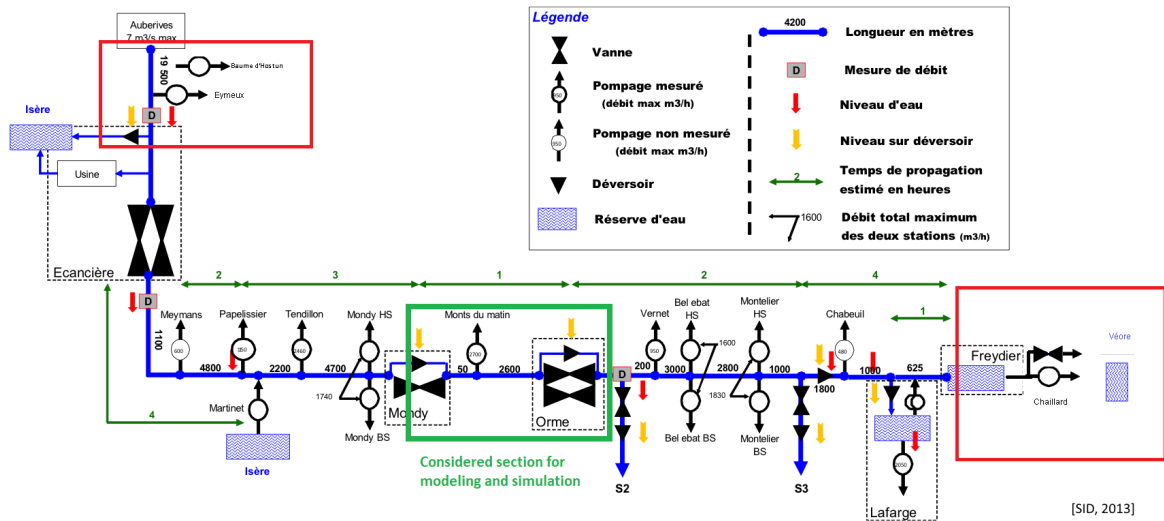 Auberives
7 m3/s max
19 500
Baume d'Hostun
Eymeux
D
Isère
Usine
Ecancière
Légende
Vanne
Pompage mesuré
(débit max m3/h)
950
Pompage non mesuré
(débit max m3/h)
950
Déversoir
Réserve d'eau
4200
Longueur en mètres
D
Mesure de débit
Niveau d'eau
Niveau sur déversoir
2
Temps de propagation
estimé en heures
1600
Débit total maximum
des deux stations (m3/h)
2
3
1
2
4
1
4
D
1100
Meymans
600
4800
Papelissier
2200
Tendillon
4700
Mondy HS
1740
Mondy BS
Martinet
Isère
Mondy
50
Monts du matin
2700
2600
Orme
Considered section for
modeling and simulation
D
200
S2
Vernet
950
3000
Bel ebat
HS
1600
Bel ebat BS
2800
Montelier
HS
1830
Montelier
BS
1000
S3
1800
Chabeuil
480
1000
625
2050
Lafarge
Freydier
Chaillard
Véore
[SID, 2013]